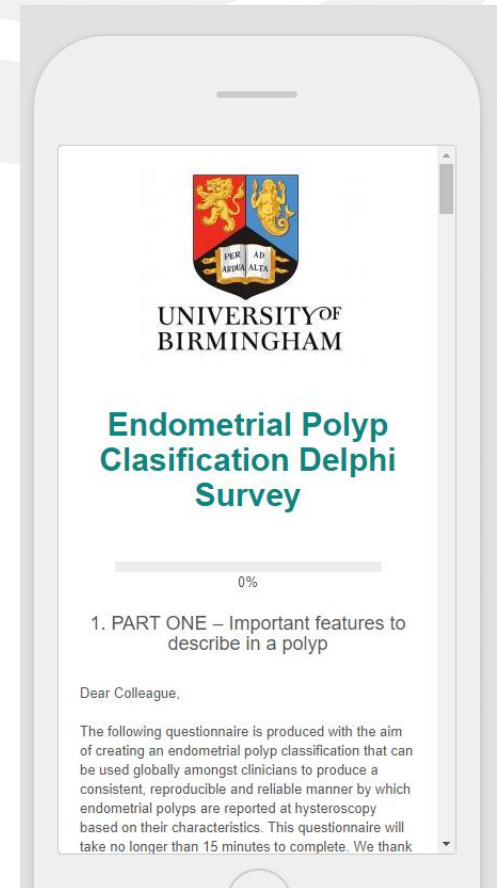 PER AD
ARDUA ALTA
UNIVERSITY OF
BIRMINGHAM
Endometrial Polyp
Clasification Delphi
Survey
0%
1. PART ONE – Important features to
describe in a polyp
Dear Colleague,
The following questionnaire is produced with the aim
of creating an endometrial polyp classification that can
be used globally amongst clinicians to produce a
consistent, reproducible and reliable manner by which
endometrial polyps are reported at hysteroscopy
based on their characteristics. This questionnaire will
take no longer than 15 minutes to complete. We thank